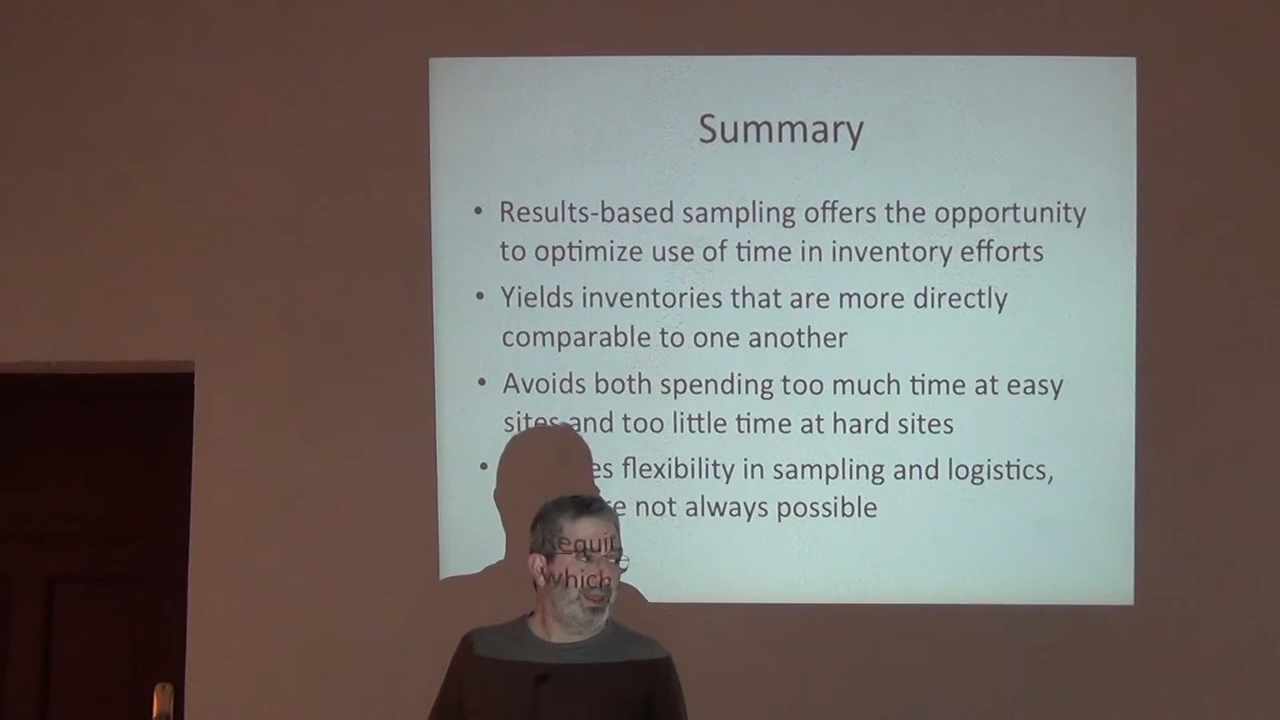 Summary
• Results-based sampling offers the opportunity
to optimize use of time in inventory efforts
• Yields inventories that are more directly
comparable to one another
• Avoids both spending too much time at easy
sites and too little time at hard sites
• Requires flexibility in sampling and logistics,
which are not always possible